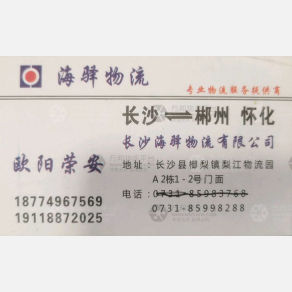 海驿物流
专业物流服务提供商
长沙⇌郴州 怀化
长沙海驿物流有限公司
欧阳荣安
地址：长沙县㮾梨镇梨江物流园
A2栋1-2号门面
电话：0731-85983768
0731-85998288
18774967569
19118872025